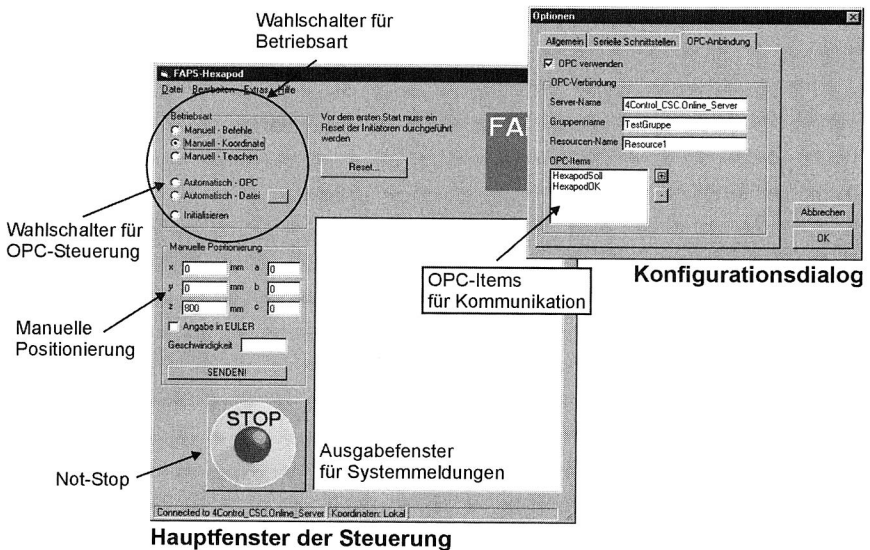 Wahlschalter für
Betriebsart
Optionen
Allgemein Serielle Schnittstellen OPC-Anbindung
OPC verwenden
OPC-Verbindung
Server-Name 4Control_CSC.Online_Server
Gruppenname TestGruppe
Resourcen-Name Resource1
OPC-Items
HexapodSoll
HexapodOK
+
-
Abbrechen
OK
Konfigurationsdialog
OPC-Items
für Kommunikation
FAPS-Hexapod
Datei Bearbeiten Extras Hilfe
Betriebsart
Manuell - Befehle
Manuell - Koordinate
Manuell - Teachen
Automatisch - OPC
Automatisch - Datei
Initialisieren
Vor dem ersten Start muss ein
Reset der Initiatoren duchgeführt
werden
Reset...
FA
Wahlschalter für
OPC-Steuerung
Manuelle Positionierung
x 0 mm a 0
y 0 mm b 0
z 800 mm c 0
Angabe in EULER
Geschwindigkeit
SENDEN!
Manuelle
Positionierung
STOP
Not-Stop
Ausgabefenster
für Systemmeldungen
Connected to 4Control_CSC.Online_Server Koordinaten: Lokal
Hauptfenster der Steuerung